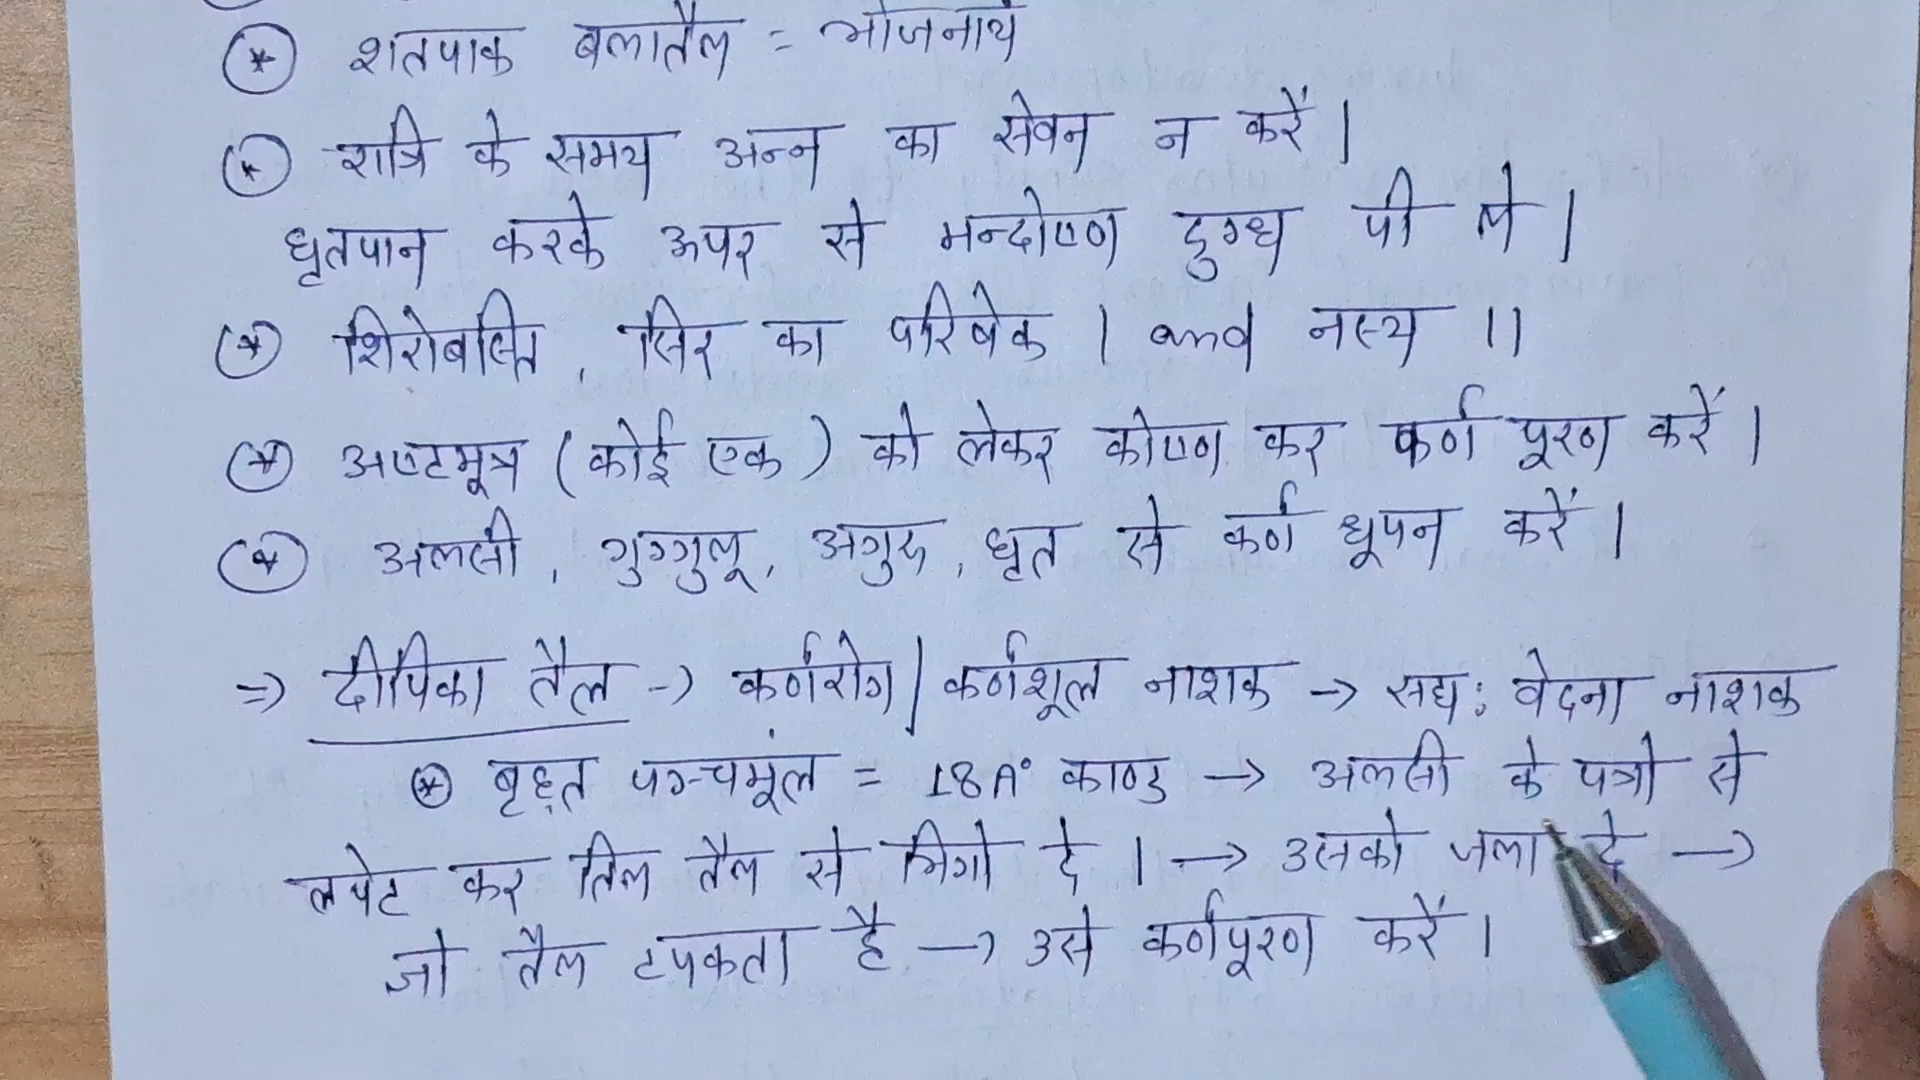 * शतपाक बलातैल = भोजनार्थ
* रात्रि के समय अन्न का सेवन न करें।
घृतपान करके ऊपर से मन्दोष्ण दुग्ध पी ले।
* शिरोबस्ति, सिर का परिषेक। and नस्य ॥
* अष्टमूत्र (कोई एक) को लेकर कोष्ण कर कर्ण पूरण करें।
* अलसी, गुग्गुलू, अगुरु, घृत से कर्ण धूपन करें।
=> दीपिका तैल -> कर्णरोग/कर्णशूल नाशक -> सद्य: वेदना नाशक
* बृहत पञ्चमूंल = 18A° काण्ड -> अलसी के पत्रो से
लपेट कर तिल तैल से भिगो दे। -> उसको जला दे ->
जो तैल टपकता है -> उसे कर्णपूरण करें।